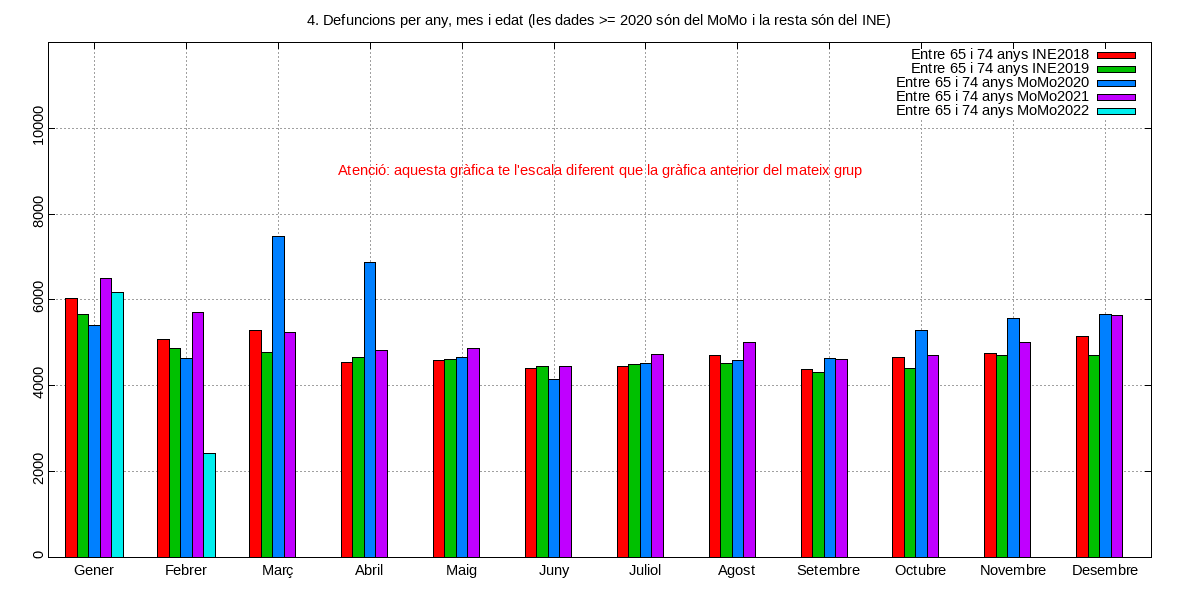 4. Defuncions per any, mes i edat (les dades >= 2020 són del MoMo i la resta són del INE)
Entre 65 i 74 anys INE2018
Entre 65 i 74 anys INE2019
Entre 65 i 74 anys MoMo2020
Entre 65 i 74 anys MoMo2021
Entre 65 i 74 anys MoMo2022
Atenció: aquesta gràfica te l'escala diferent que la gràfica anterior del mateix grup
10000
8000
6000
4000
2000
0
Gener Febrer Març Abril Maig Juny Juliol Agost Setembre Octubre Novembre Desembre